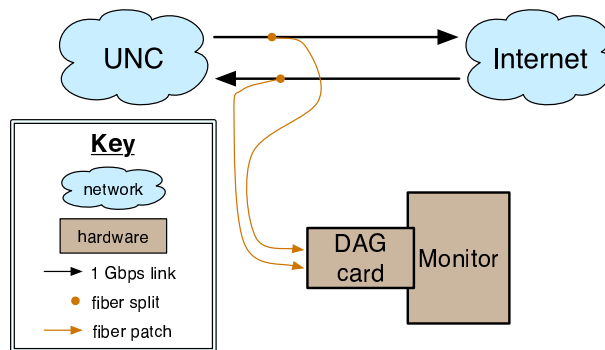 UNC
Internet
Key
network
hardware
1 Gbps link
fiber split
fiber patch
DAG
card
Monitor